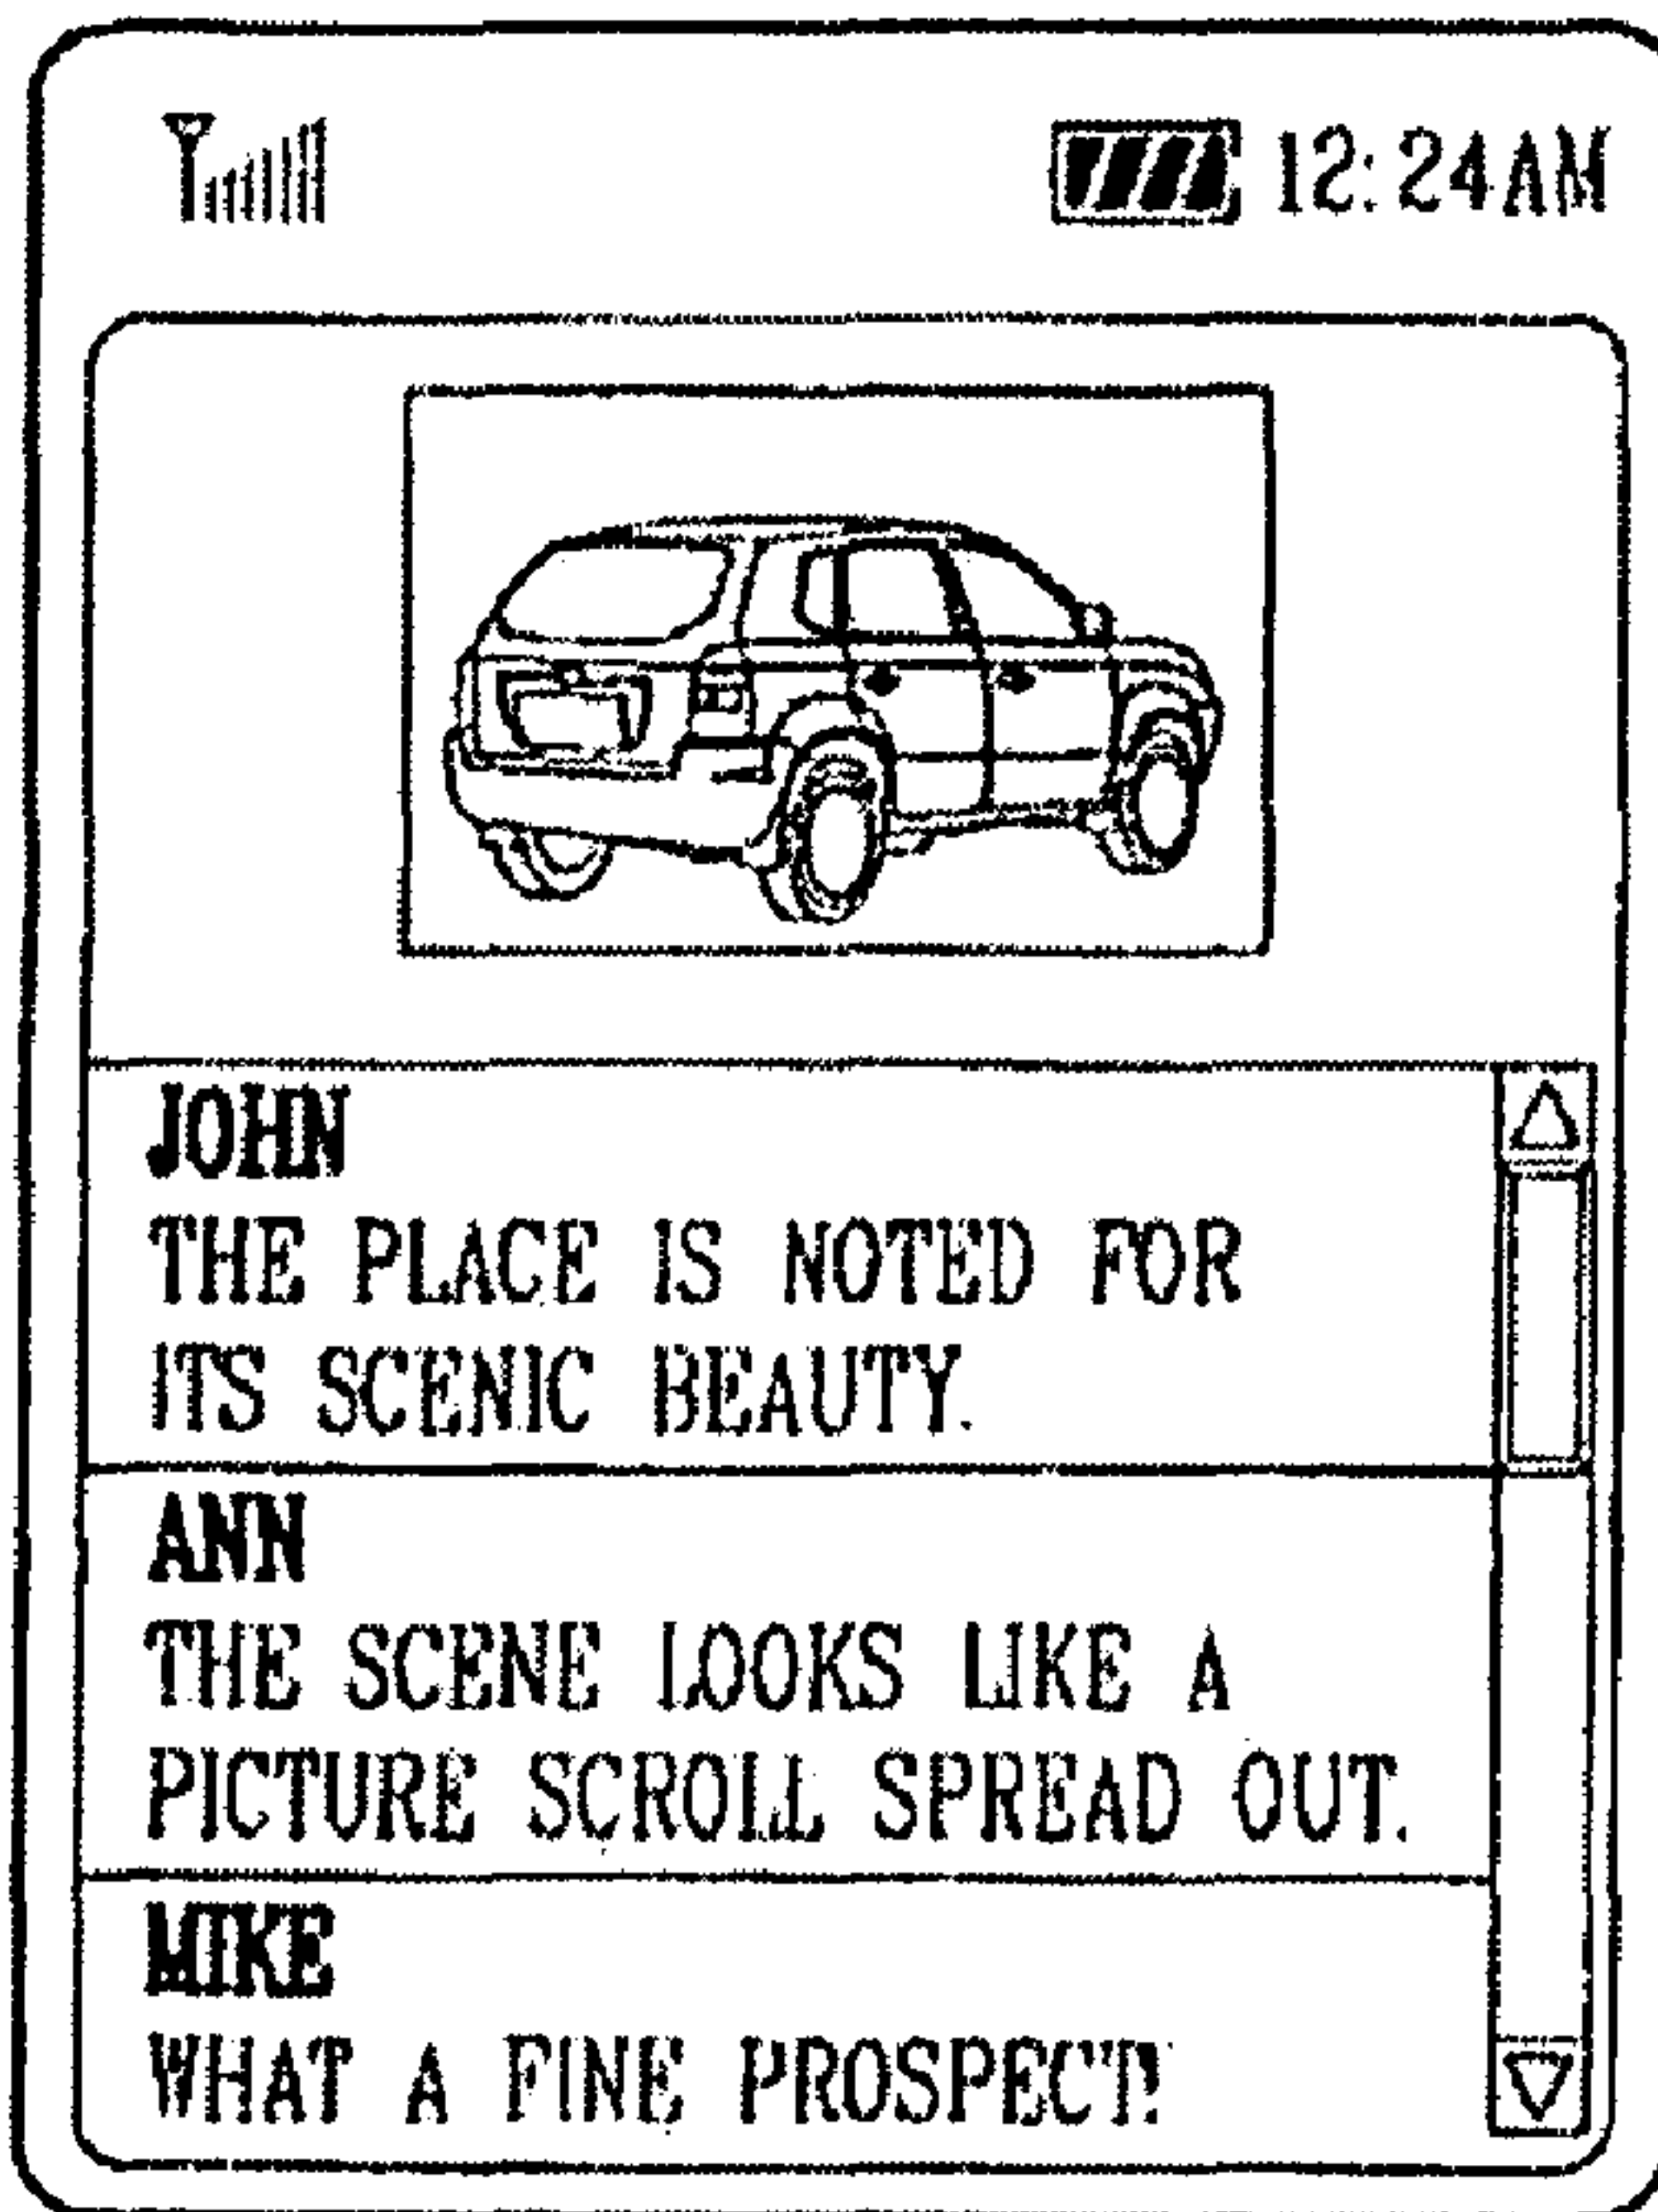 12:24AM
JOHN
THE PLACE IS NOTED FOR
ITS SCENIC BEAUTY.
ANN
THE SCENE LOOKS LIKE A
PICTURE SCROLL SPREAD OUT.
MIKE
WHAT A FINE PROSPECT!